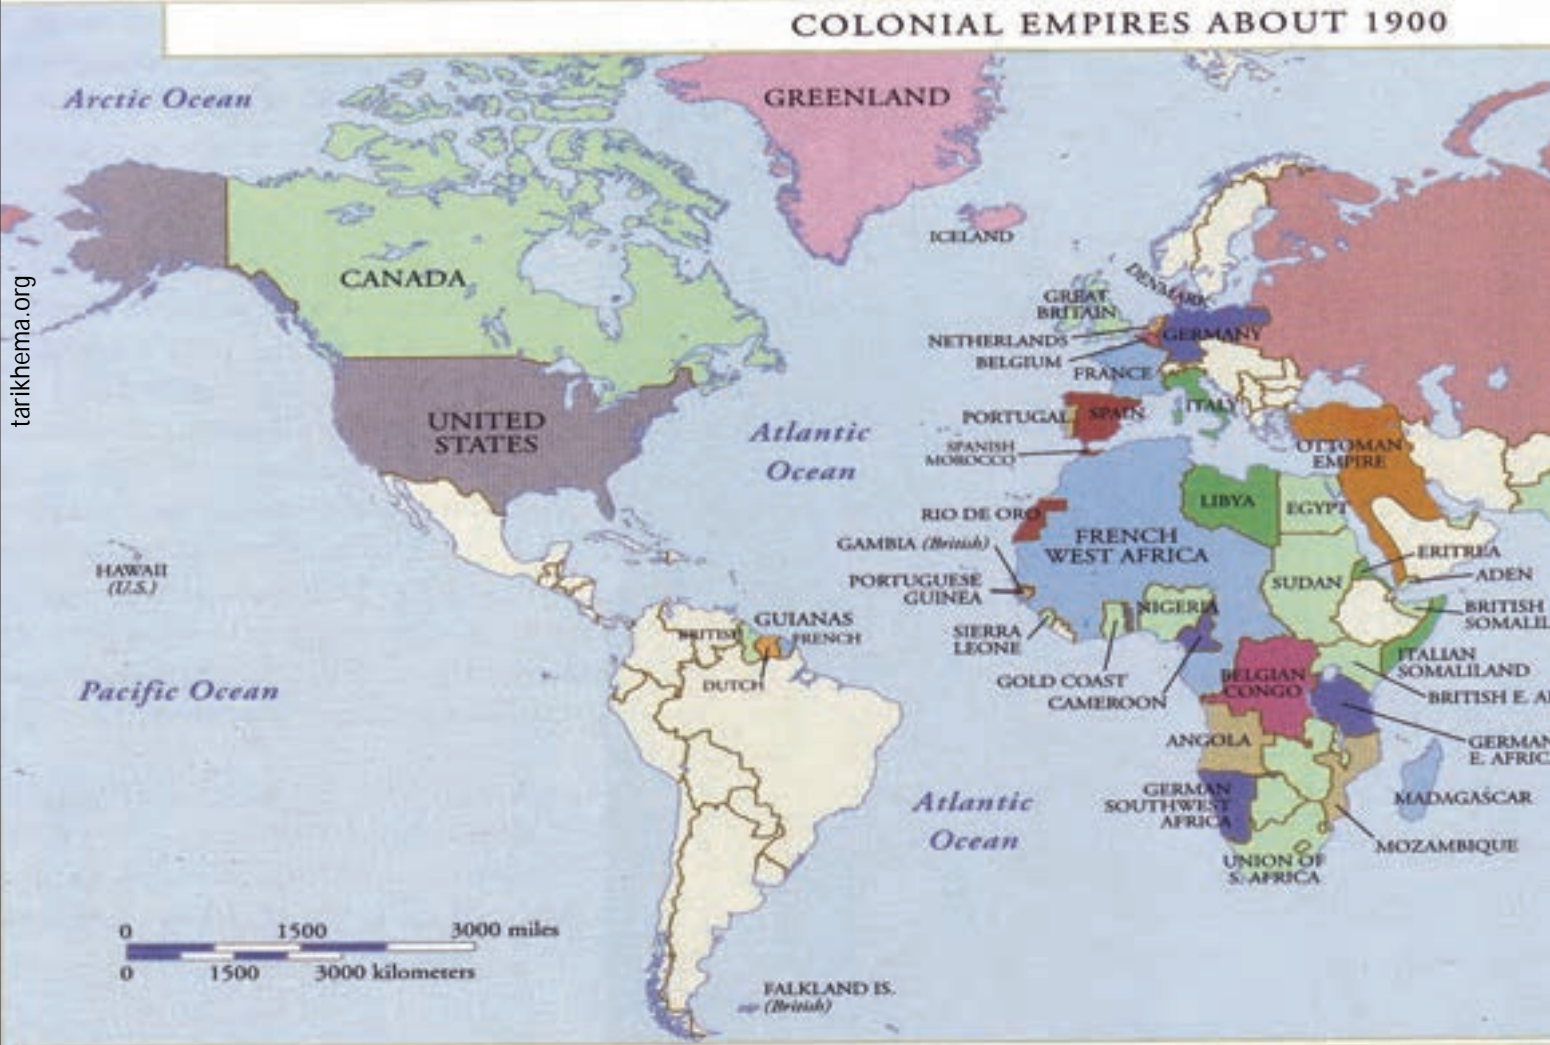 COLONIAL EMPIRES ABOUT 1900
Arctic Ocean
GREENLAND
ICELAND
CANADA
tarikhema.org
DENMARK
GREAT
BRITAIN
NETHERLANDS
GERMANY
BELGIUM
FRANCE
UNITED
STATES
Atlantic
Ocean
PORTUGAL
SPAIN
ITALY
SPANISH
MOROCCO
OTTOMAN
EMPIRE
RIO DE ORO
LIBYA
EGYPT
GAMBIA (British)
FRENCH
WEST AFRICA
ERITREA
HAWAII
(U.S.)
PORTUGUESE
GUINEA
SUDAN
ADEN
NIGERIA
BRITISH
SOMALIL
GUIANAS
BRITISH
FRENCH
DUTCH
SIERRA
LEONE
GOLD COAST
CAMEROON
BELGIAN
CONGO
ITALIAN
SOMALILAND
BRITISH E. A
Pacific Ocean
ANGOLA
GERMAN
E. AFRIC
GERMAN
SOUTHWEST
AFRICA
MADAGASCAR
Atlantic
Ocean
MOZAMBIQUE
UNION OF
S. AFRICA
0 1500 3000 miles
0 1500 3000 kilometers
FALKLAND IS.
(British)